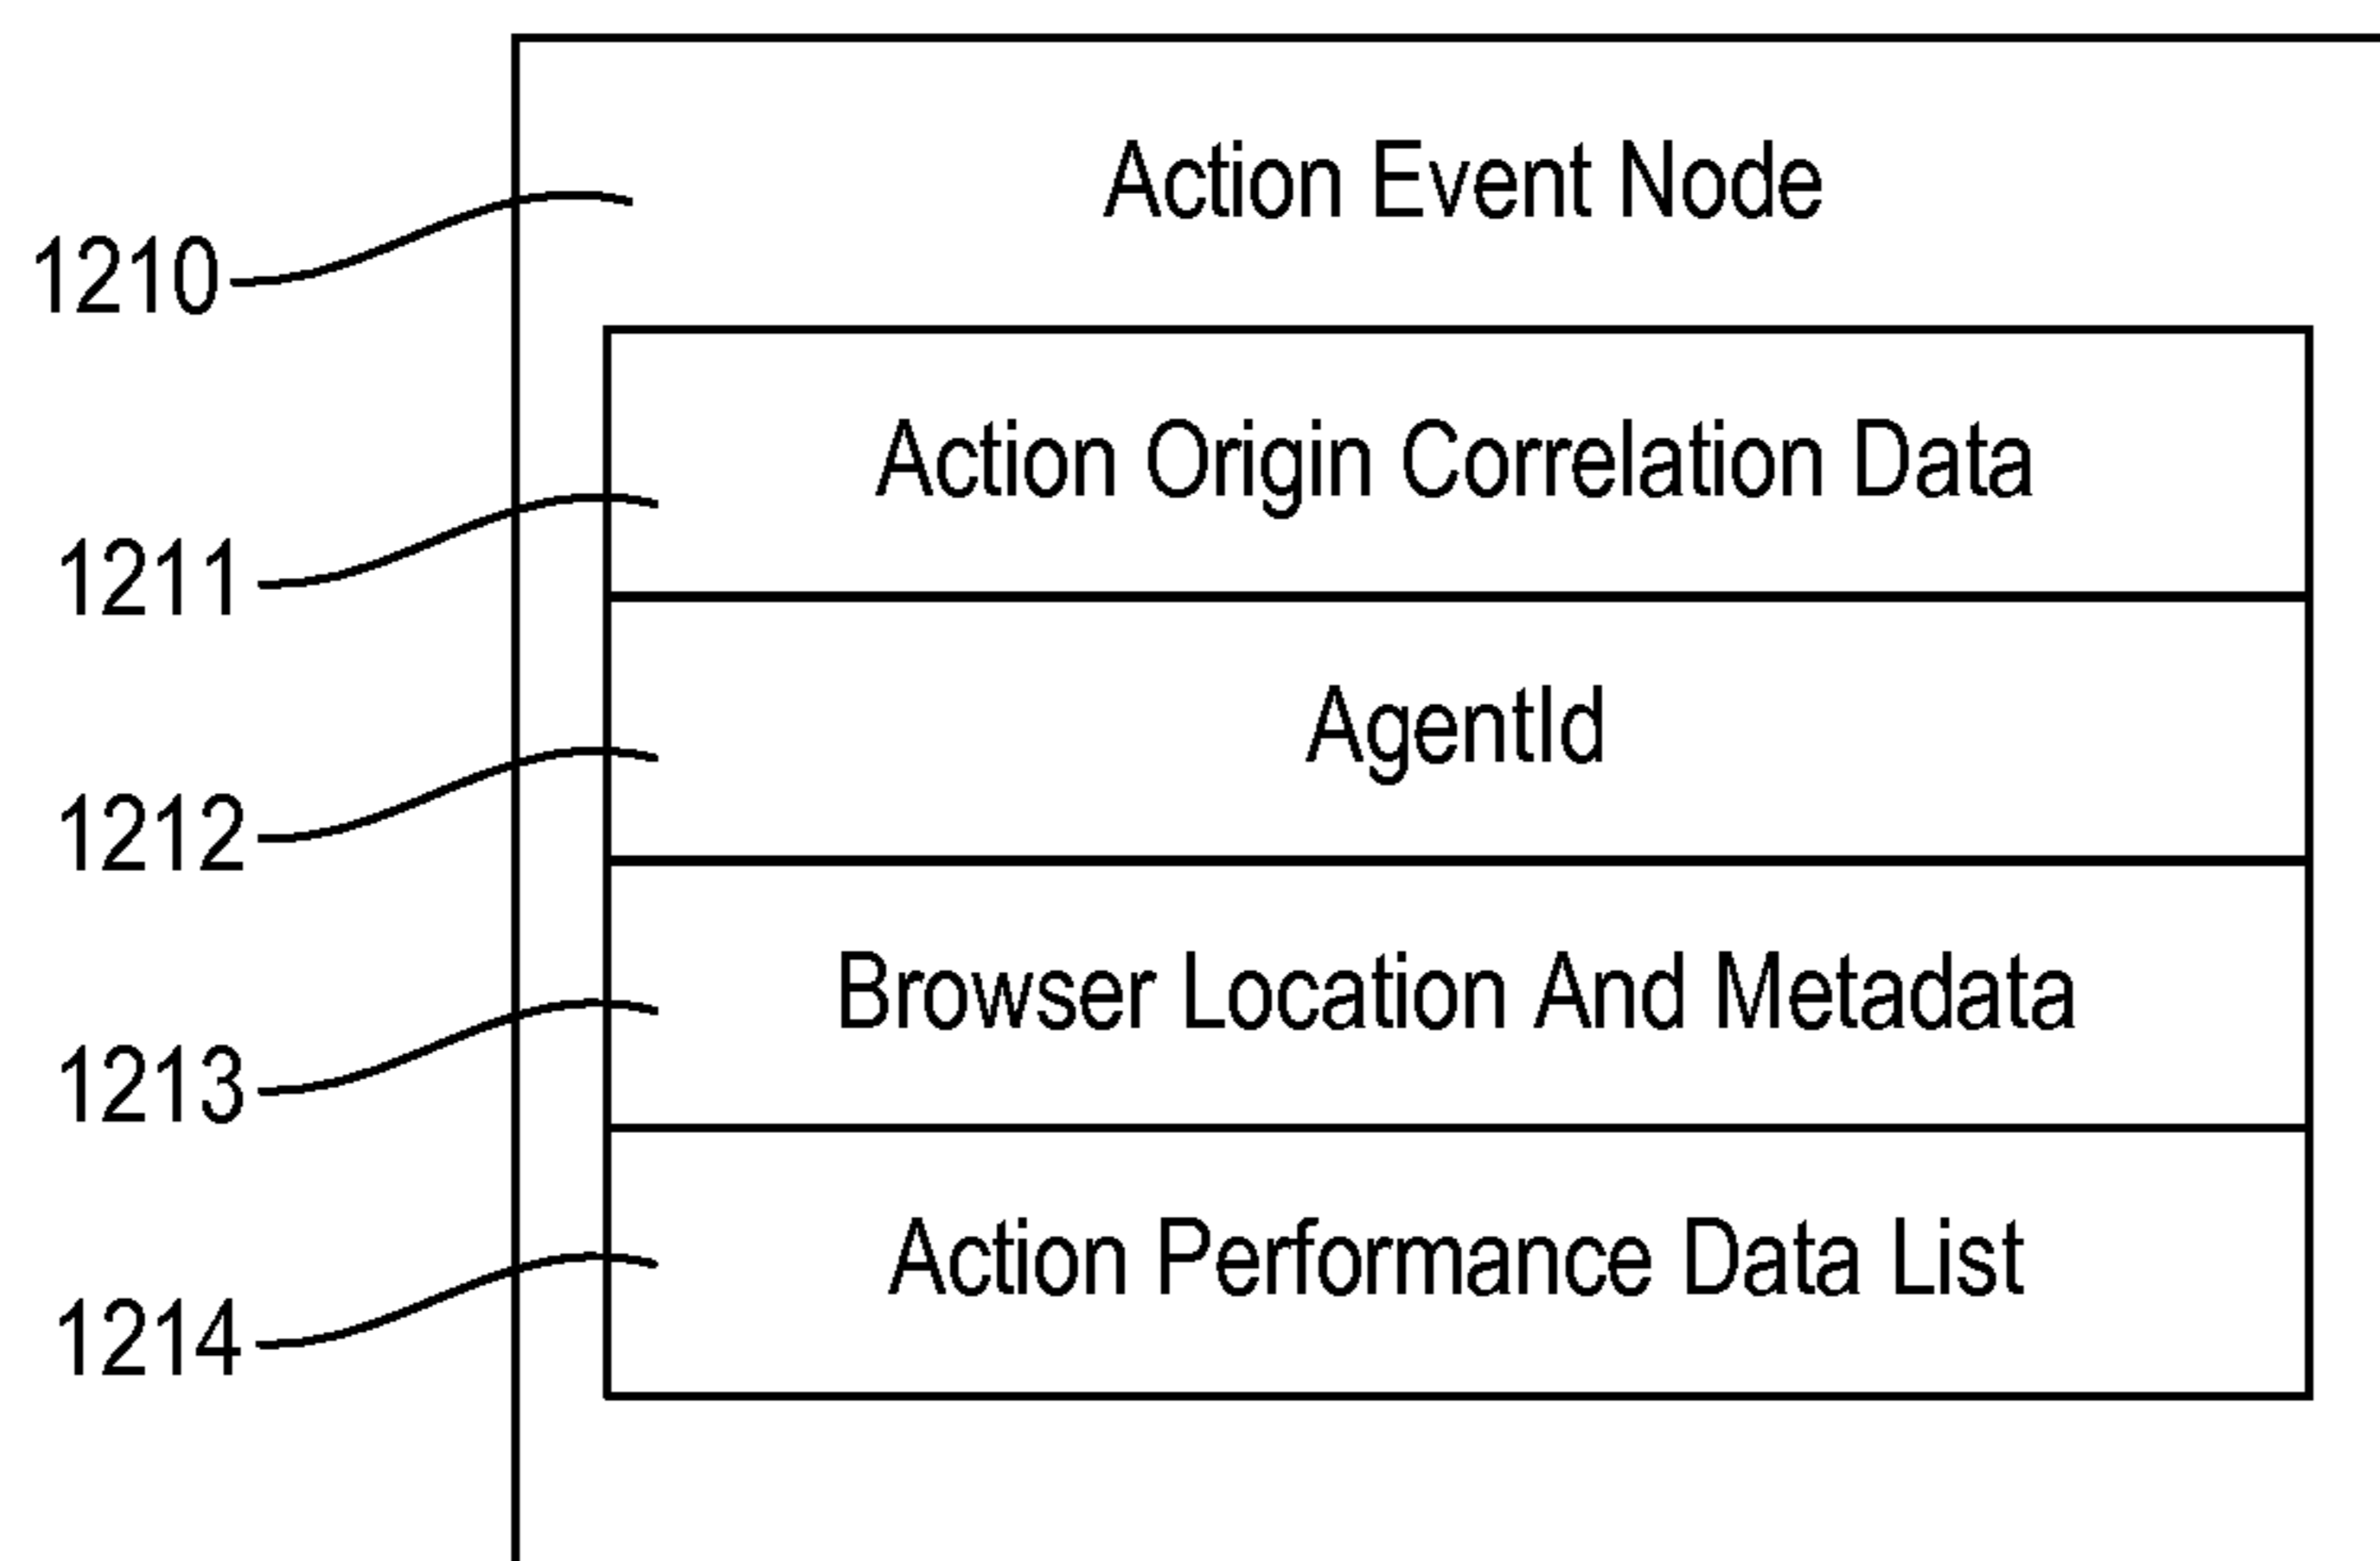 Action Event Node
1210
Action Origin Correlation Data
1211
AgentId
1212
Browser Location And Metadata
1213
Action Performance Data List
1214